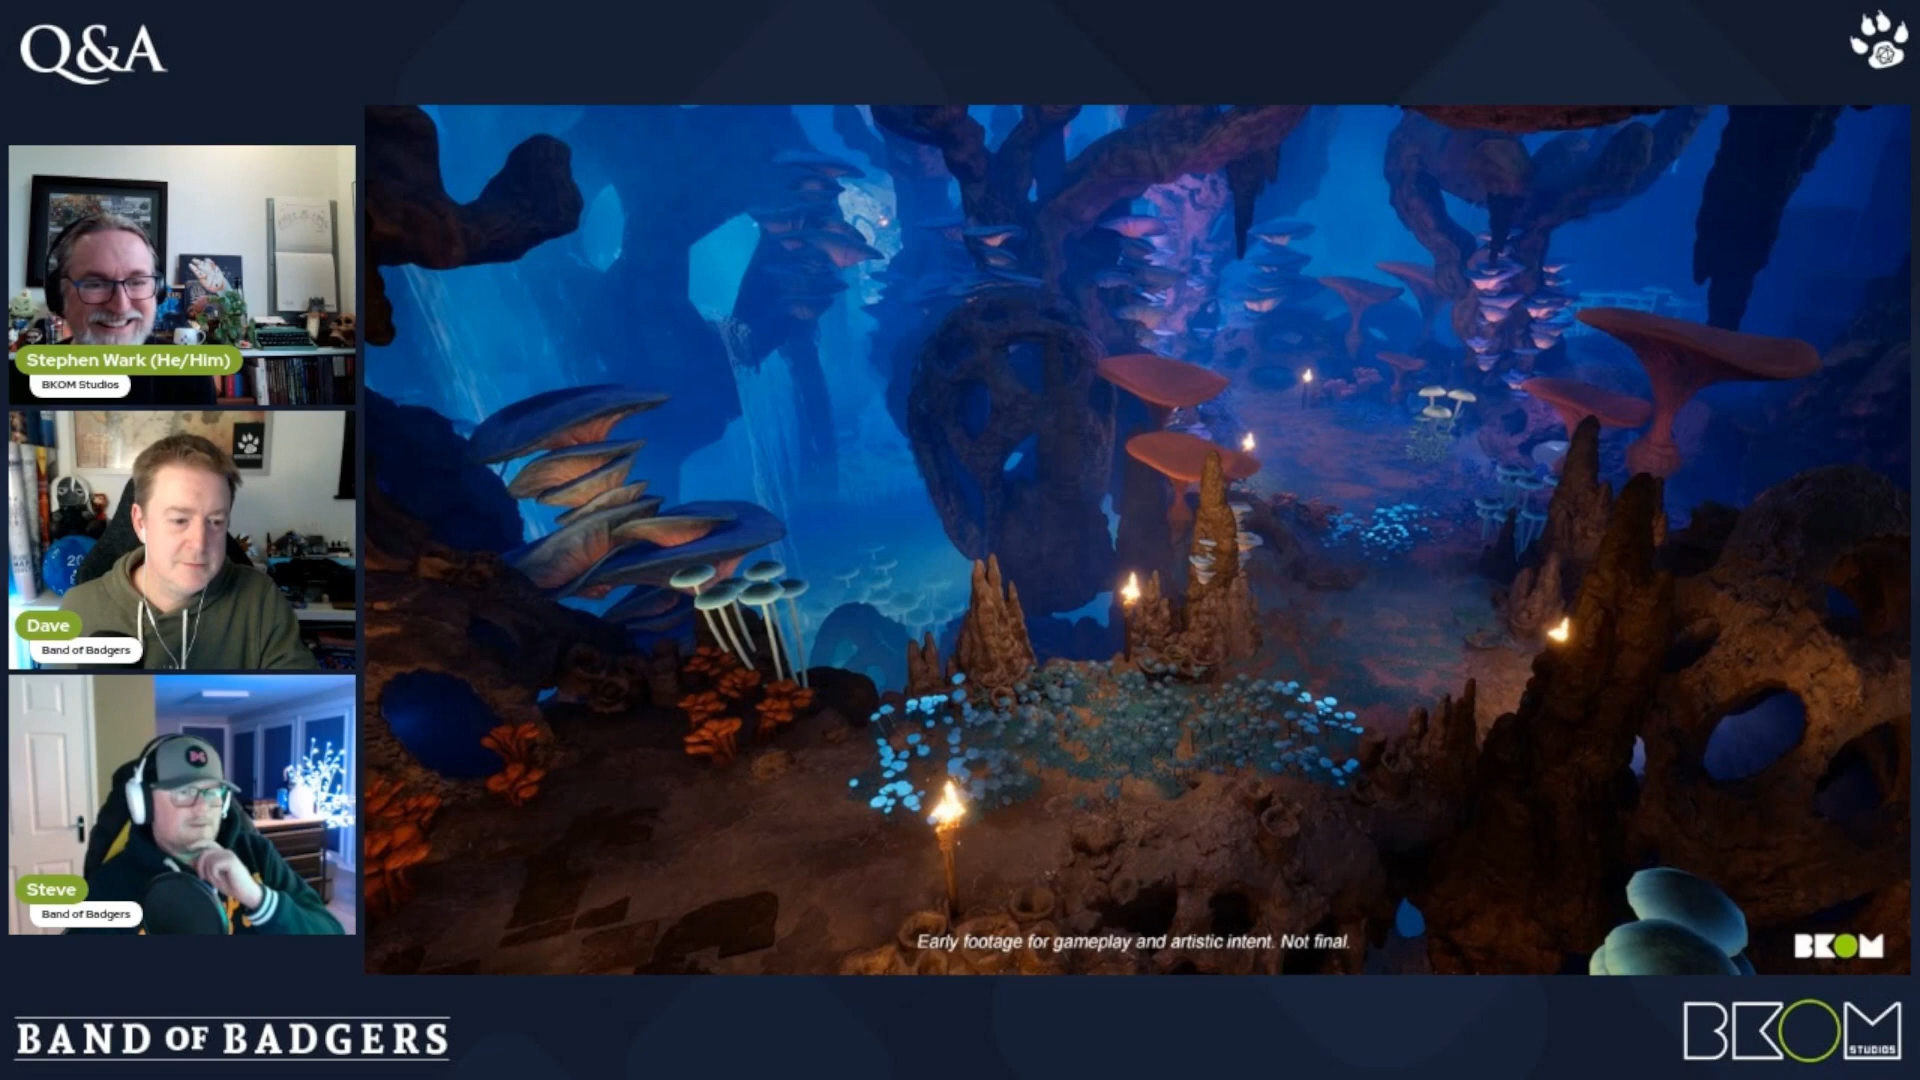 Q&A
Stephen Wark (He/Him)
BKOM Studios
Dave
Band of Badgers
20
Steve
Band of Badgers
Early footage for gameplay and artistic intent. Not final.
BKOM
BAND OF BADGERS
BKOM
STUDIOS